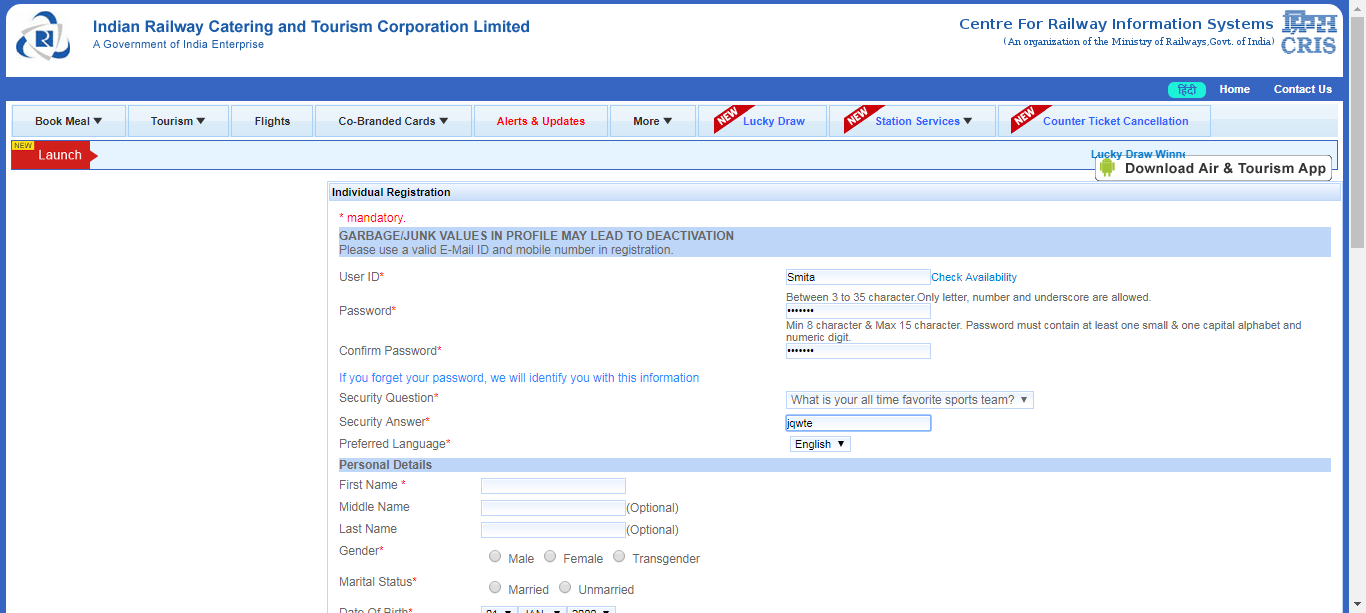 Indian Railway Catering and Tourism Corporation Limited
A Government of India Enterprise
Centre For Railway Information Systems
(An organization of the Ministry of Railways,Govt. of India)
क्रिस
CRIS
हिंदी Home Contact Us
Book Meal ▼ Tourism ▼ Flights Co-Branded Cards ▼ Alerts & Updates More ▼ NEW Lucky Draw NEW Station Services ▼ NEW Counter Ticket Cancellation
NEW
Launch
Lucky Draw Winne
Download Air & Tourism App
Individual Registration
* mandatory.
GARBAGE/JUNK VALUES IN PROFILE MAY LEAD TO DEACTIVATION
Please use a valid E-Mail ID and mobile number in registration.
User ID* Smita Check Availability
Between 3 to 35 character.Only letter, number and underscore are allowed.
Password* •••••••
Min 8 character & Max 15 character. Password must contain at least one small & one capital alphabet and
numeric digit.
Confirm Password* •••••••
If you forget your password, we will identify you with this information
Security Question* What is your all time favorite sports team? ▼
Security Answer* jqwte
Preferred Language* English ▼
Personal Details
First Name *
Middle Name (Optional)
Last Name (Optional)
Gender* Male Female Transgender
Marital Status* Married Unmarried
Date Of Birth* 01 ▼ JAN ▼ 2000 ▼